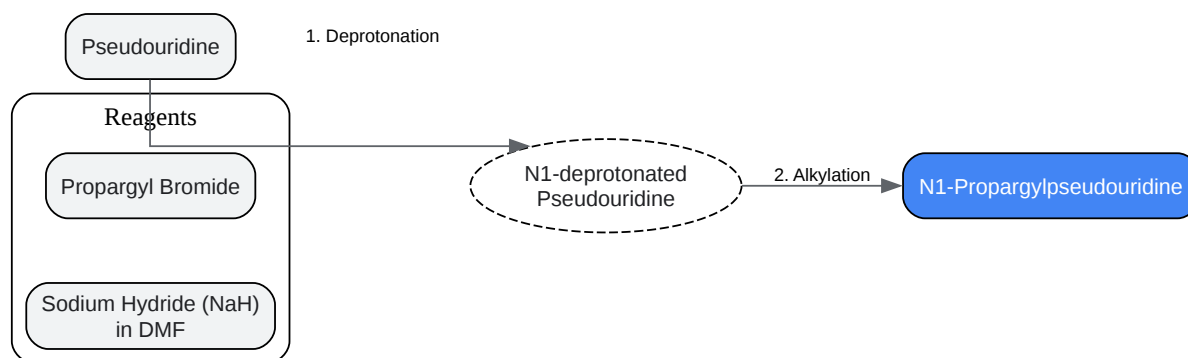 Pseudouridine
1. Deprotonation
Reagents
Propargyl Bromide
Sodium Hydride (NaH)
in DMF
N1-deprotonated
Pseudouridine
2. Alkylation
N1-Propargylpseudouridine